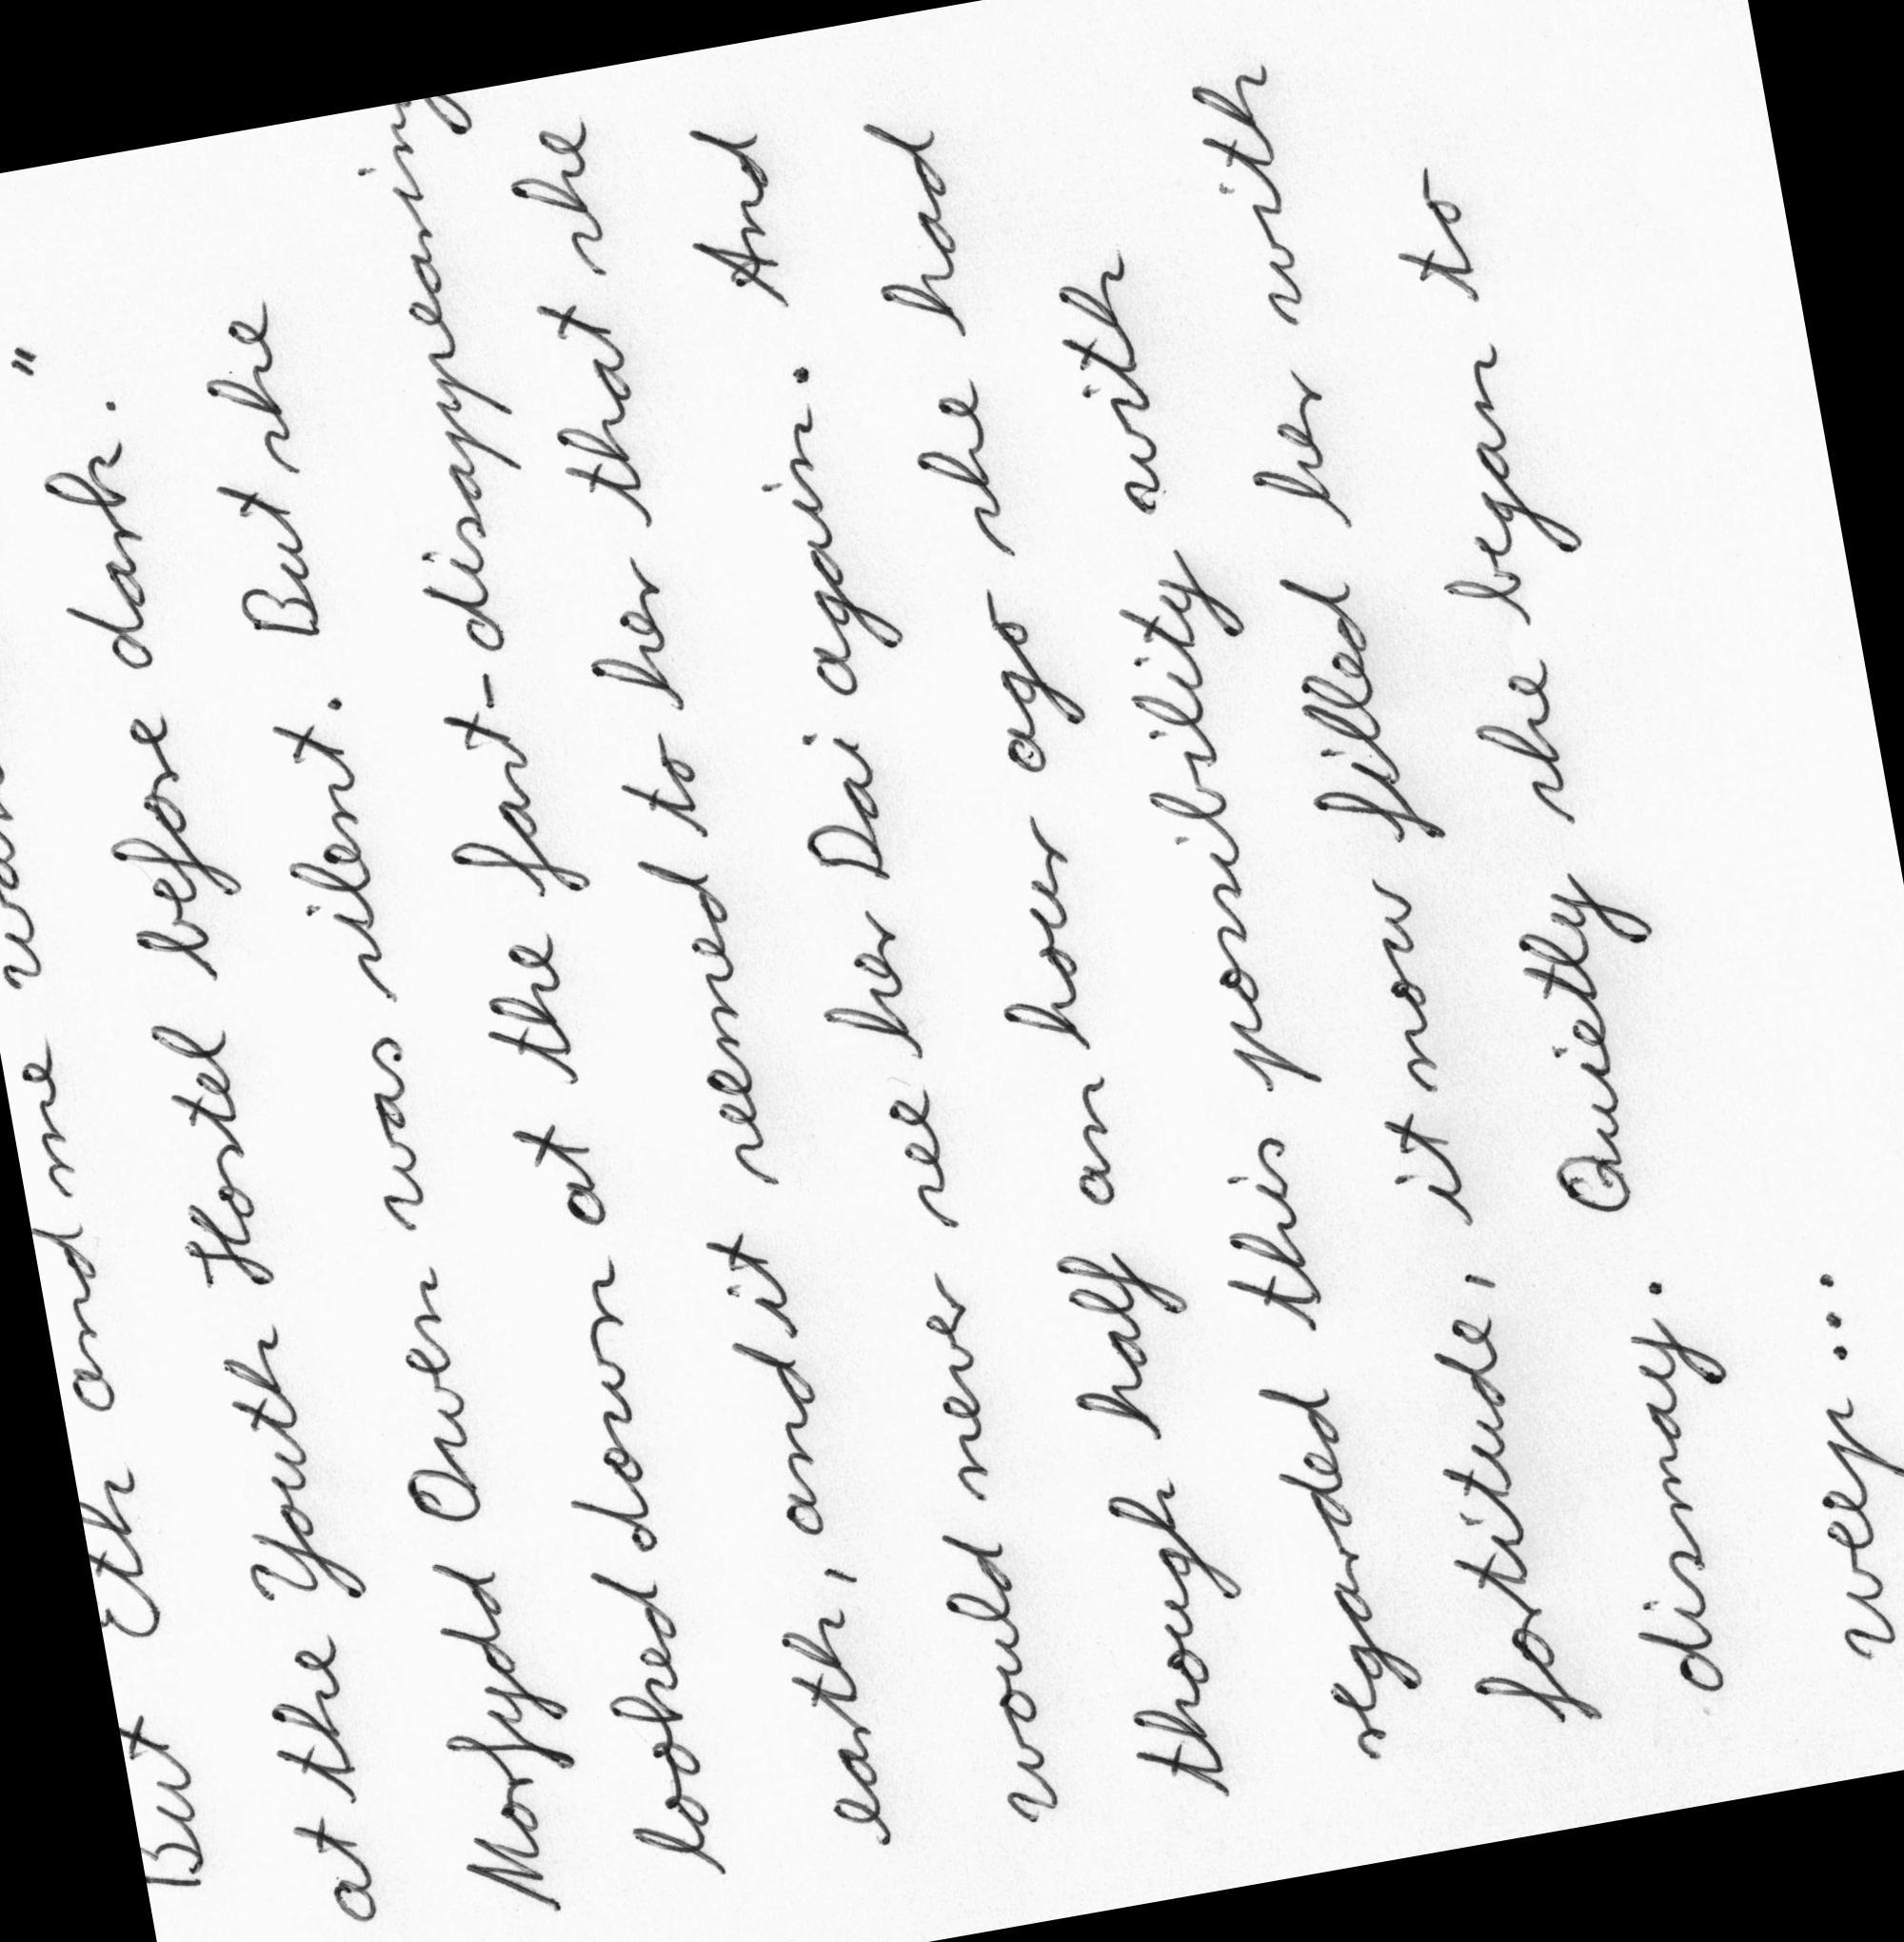 But Eth and me want "
at the Youth Hostel before dark."
Morfydd Owen was silent. But she
looked down at the fast-disappearing
earth, and it seemed to her that she
would never see her Dai again. And
though half an hour ago she had
regarded this possibility with
fortitude, it now filled her with
dismay. Quietly she began to
weep...